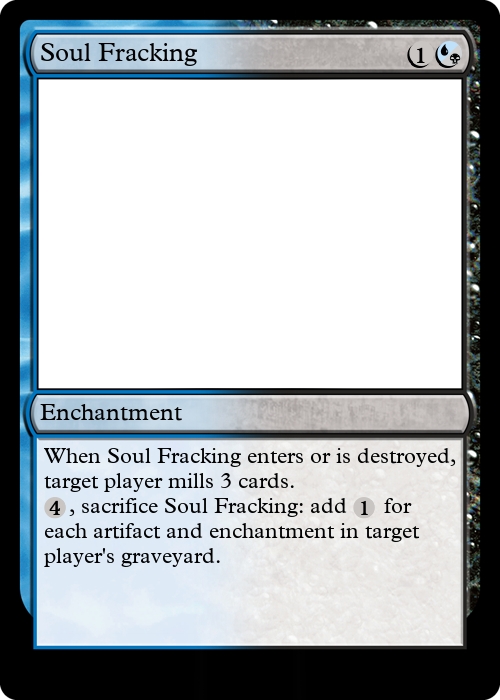 Soul Fracking 1
Enchantment
When Soul Fracking enters or is destroyed,
target player mills 3 cards.
4, sacrifice Soul Fracking: add 1 for
each artifact and enchantment in target
player's graveyard.